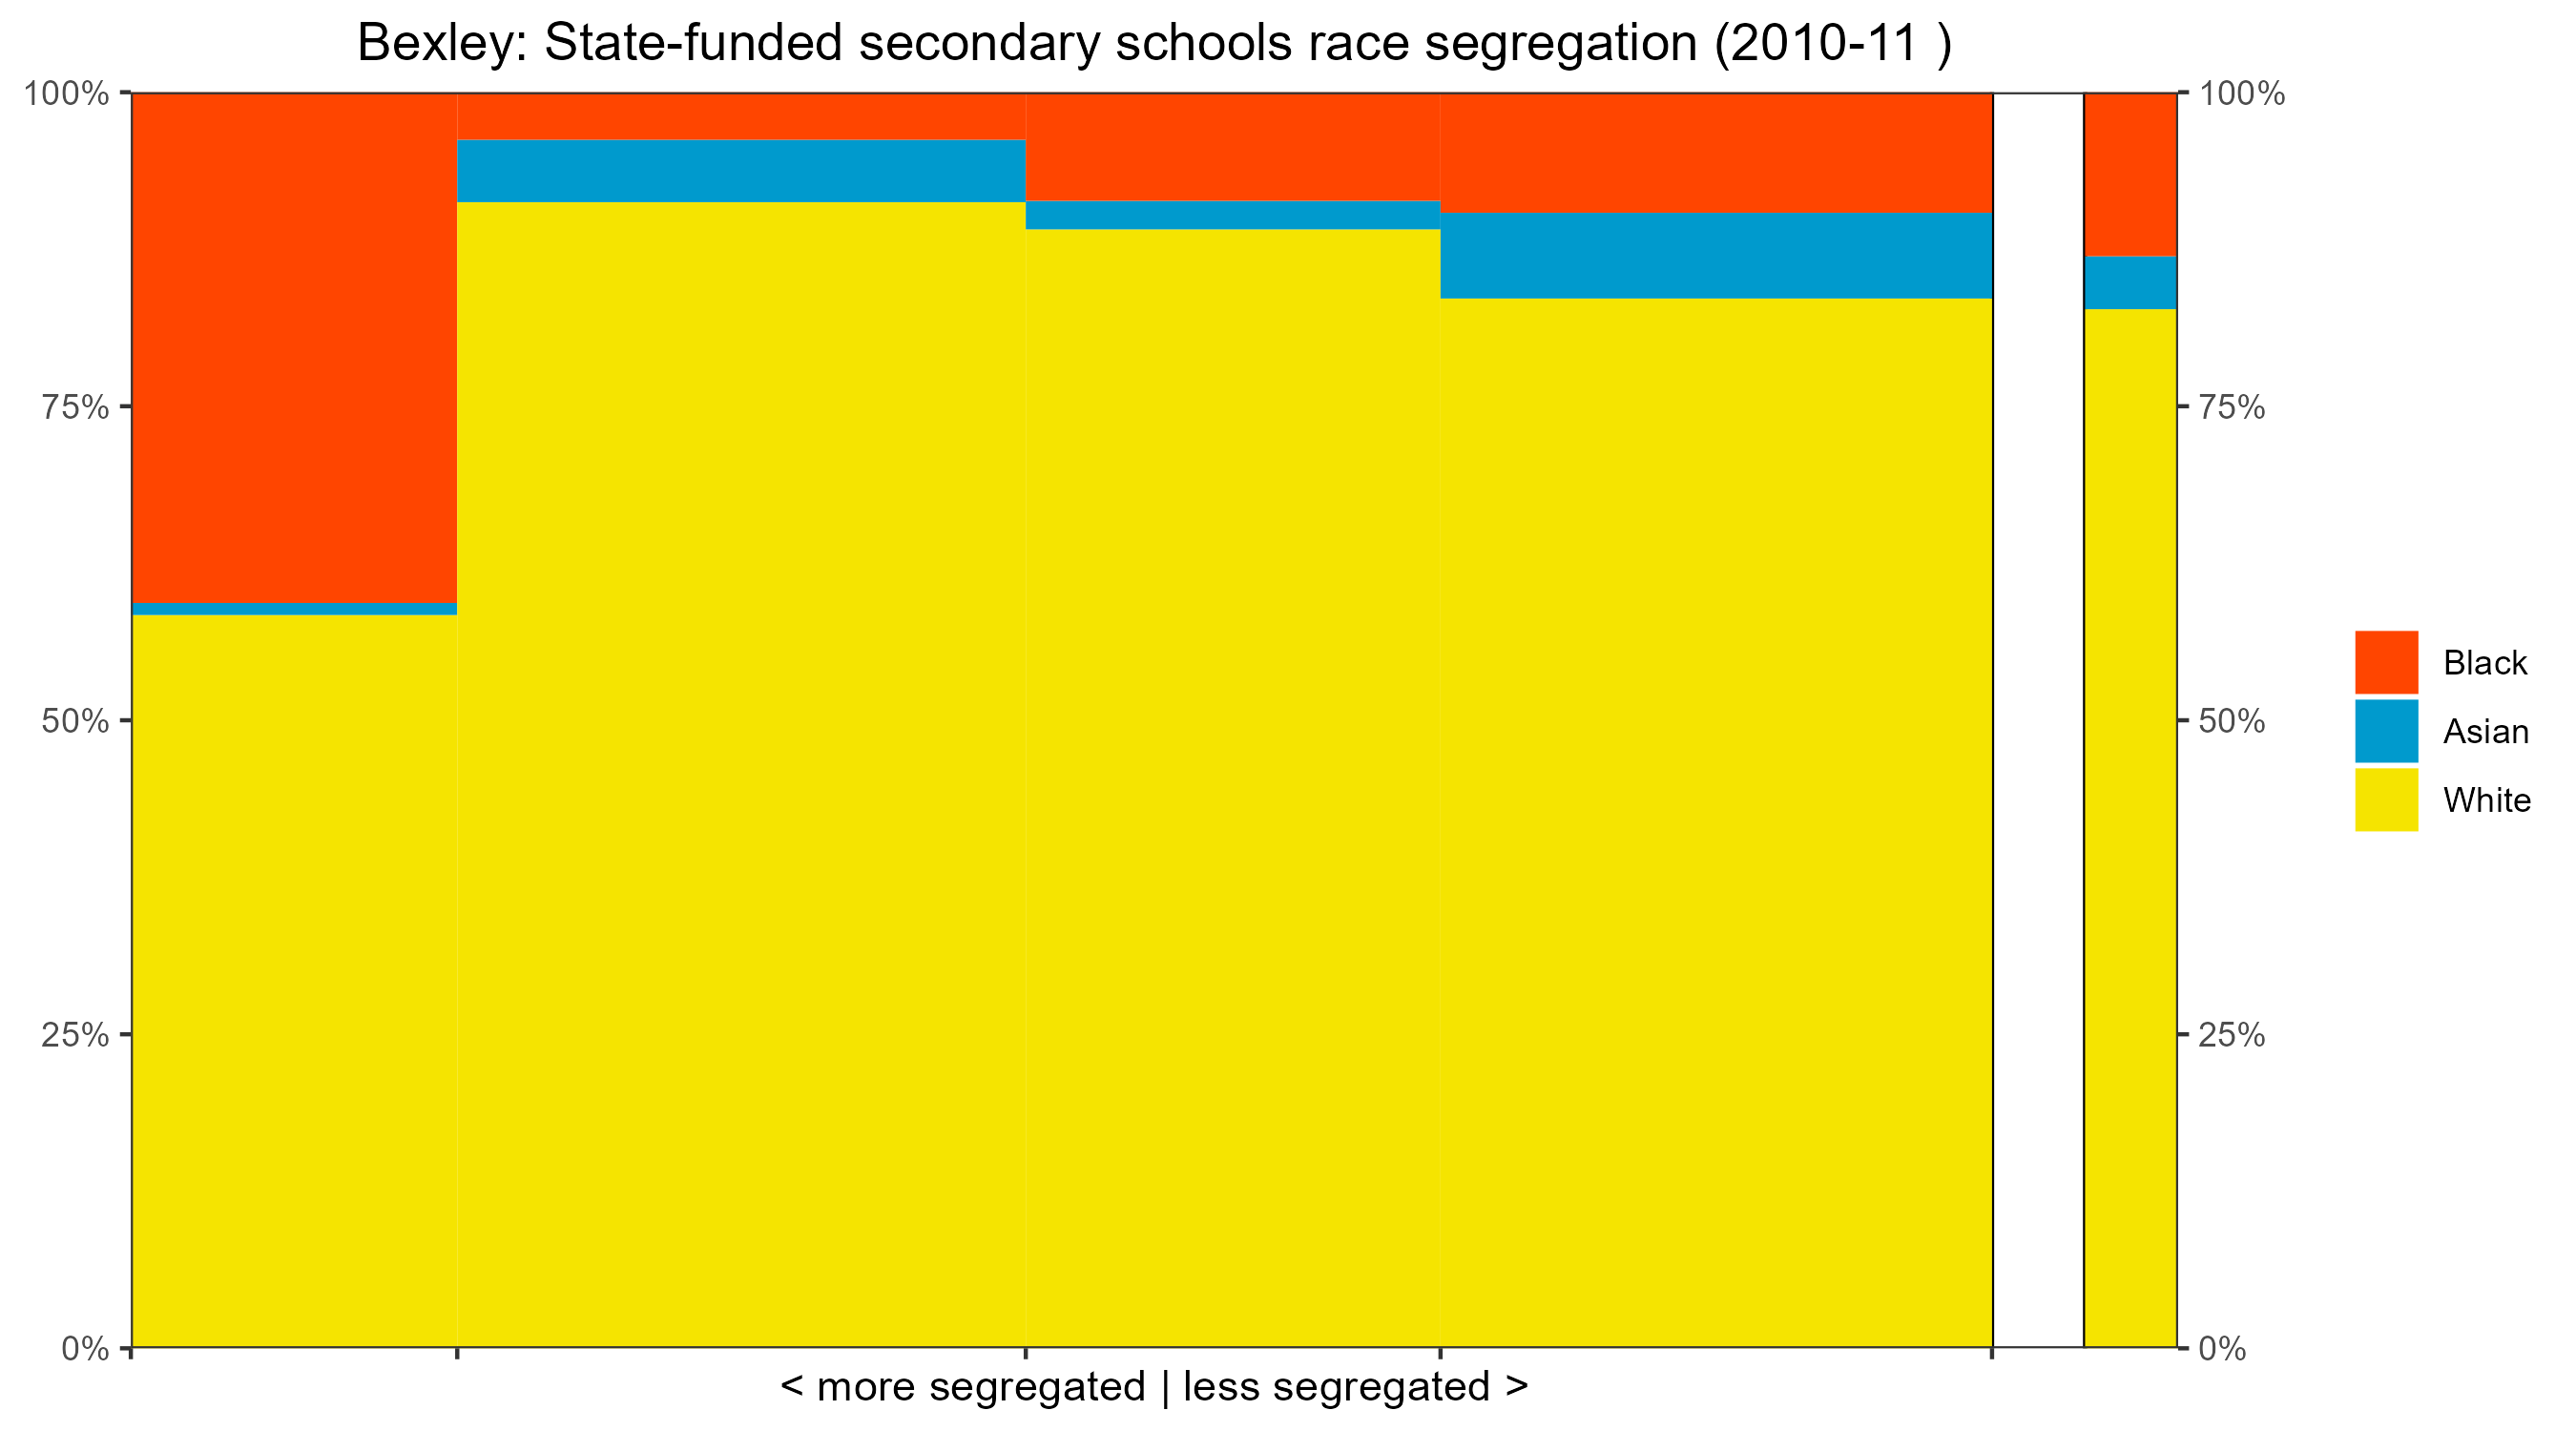 Bexley: State-funded secondary schools race segregation (2010-11 )
100%
75%
50%
25%
0%
100%
75%
50%
25%
0%
Black
Asian
White
< more segregated | less segregated >